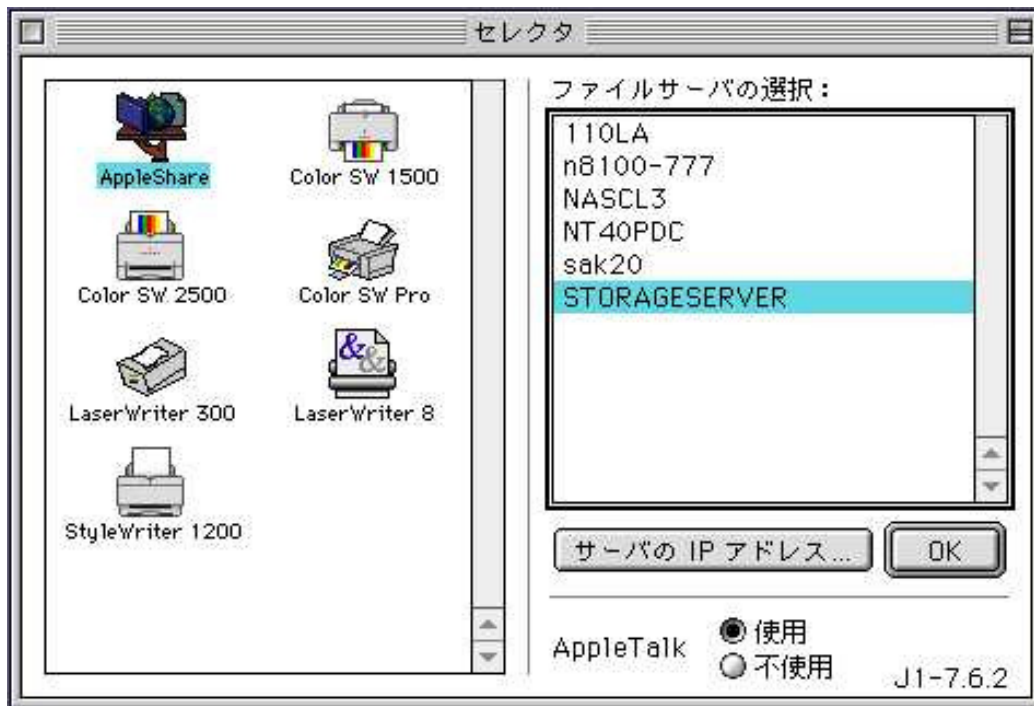 セレクタ
AppleShare
Color SW 1500
Color SW 2500
Color SW Pro
LaserWriter 300
LaserWriter 8
StyleWriter 1200
ファイルサーバの選択：
110LA
n8100-777
NASCL3
NT40PDC
sak20
STORAGESERVER
サーバの IP アドレス...
OK
AppleTalk
使用
不使用
J1-7.6.2